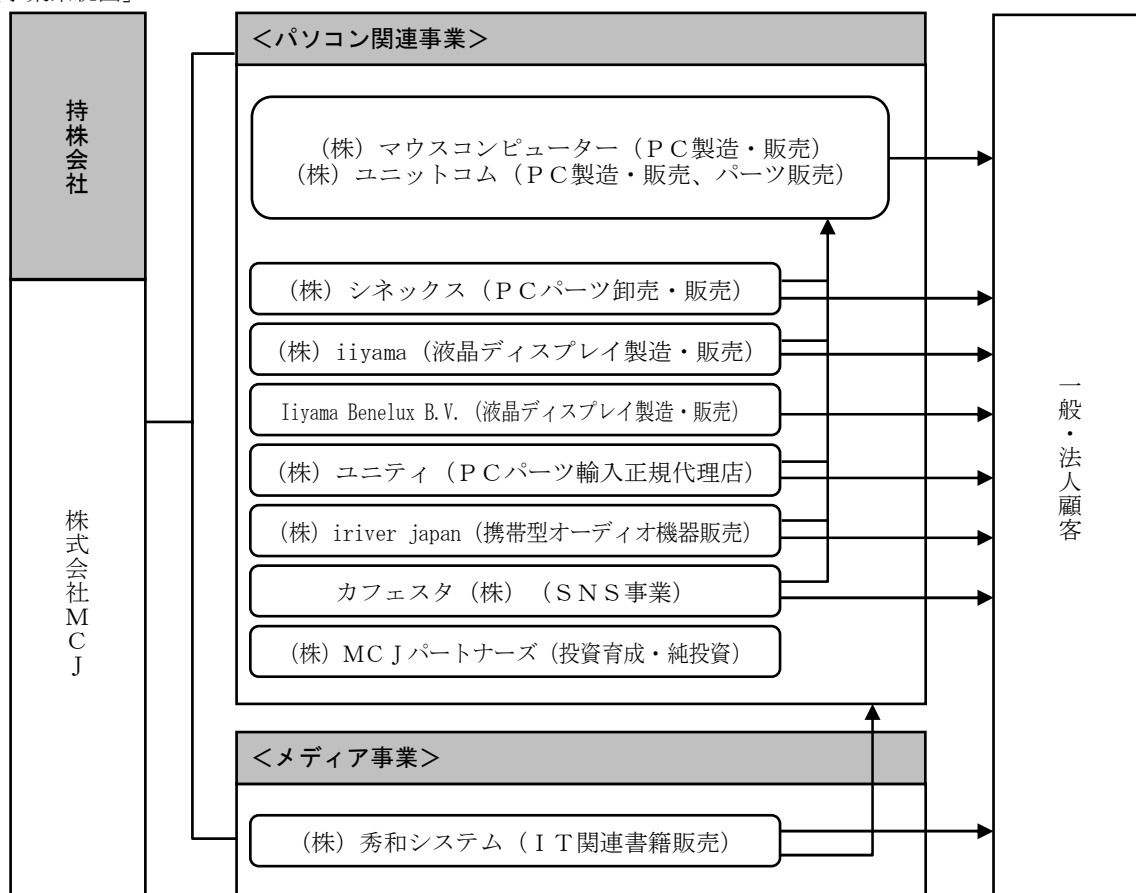 持株会社
株式会社ＭＣＪ
＜パソコン関連事業＞
（株）マウスコンピューター（ＰＣ製造・販売）
（株）ユニットコム（ＰＣ製造・販売、パーツ販売）
（株）シネックス（ＰＣパーツ卸売・販売）
（株）iiyama（液晶ディスプレイ製造・販売）
Iiyama Benelux B.V.（液晶ディスプレイ製造・販売）
（株）ユニティ（ＰＣパーツ輸入正規代理店）
（株）iriver japan（携帯型オーディオ機器販売）
カフェスタ（株）（ＳＮＳ事業）
（株）ＭＣＪパートナーズ（投資育成・純投資）
＜メディア事業＞
（株）秀和システム（ＩＴ関連書籍販売）
一般・法人顧客